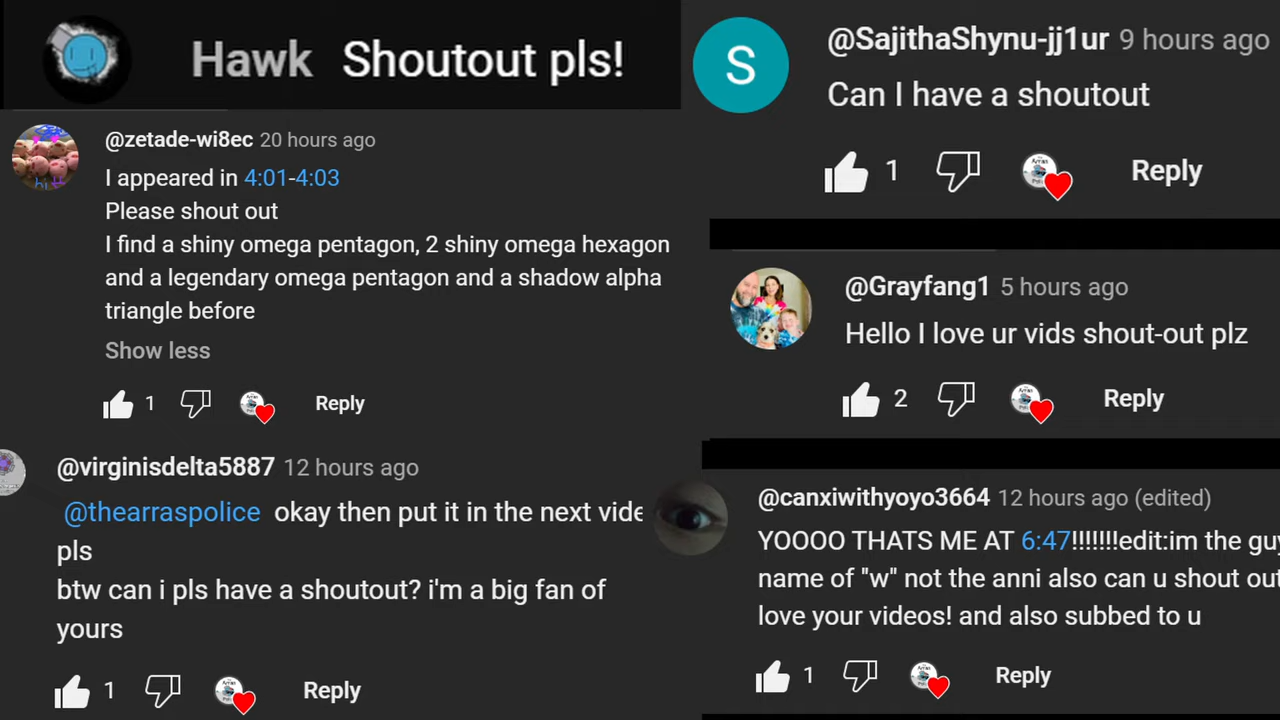 Hawk Shoutout pls!
@zetade-wi8ec 20 hours ago
I appeared in 4:01-4:03
Please shout out
I find a shiny omega pentagon, 2 shiny omega hexagon
and a legendary omega pentagon and a shadow alpha
triangle before
Show less
1 Reply
@virginisdelta5887 12 hours ago
@thearraspolice okay then put it in the next vide
pls
btw can i pls have a shoutout? i'm a big fan of
yours
1 Reply
S
@SajithaShynu-jj1ur 9 hours ago
Can I have a shoutout
1 Reply
@Grayfang1 5 hours ago
Hello I love ur vids shout-out plz
2 Reply
@canxiwithyoyo3664 12 hours ago (edited)
YOOOO THATS ME AT 6:47!!!!!!!edit:im the guy
name of "w" not the anni also can u shout out
love your videos! and also subbed to u
1 Reply